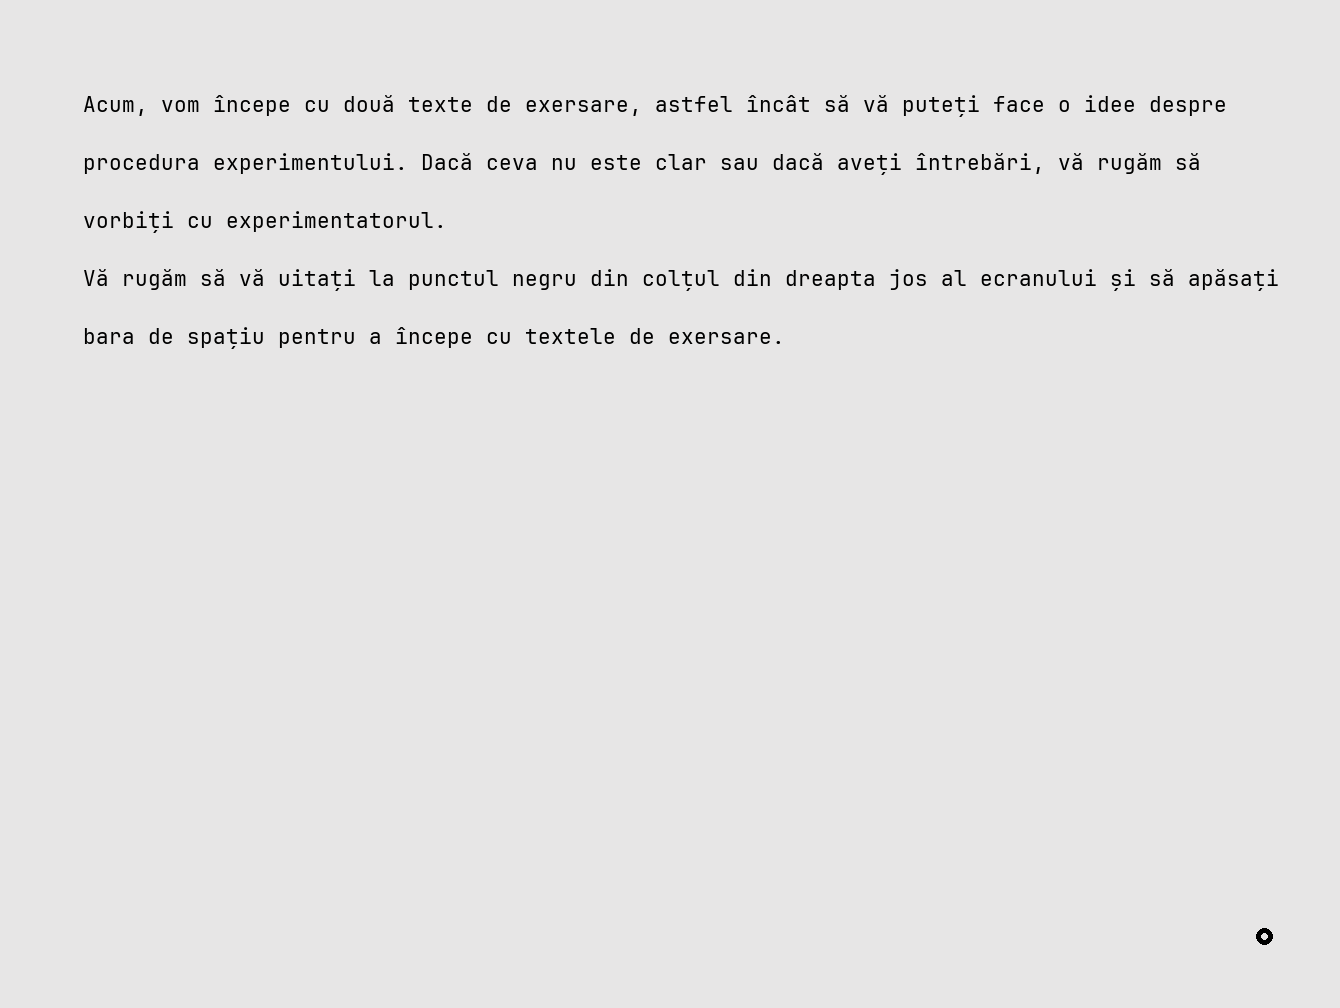 Acum, vom începe cu două texte de exersare, astfel încât să vă puteți face o idee despre
procedura experimentului. Dacă ceva nu este clar sau dacă aveți întrebări, vă rugăm să
vorbiți cu experimentatorul.
Vă rugăm să vă uitați la punctul negru din colțul din dreapta jos al ecranului și să apăsați
bara de spațiu pentru a începe cu textele de exersare.